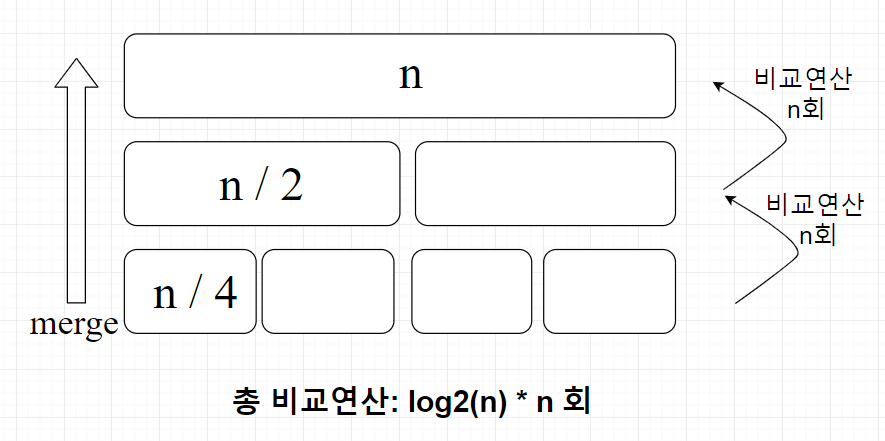 n
비교연산
n회
n / 2
비교연산
n회
n / 4
merge
총 비교연산: log2(n) * n 회